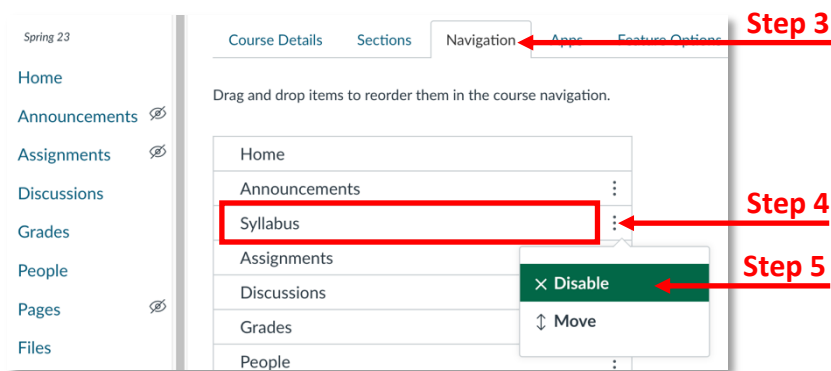 Step 3
Spring 23
Course Details Sections Navigation Apps Feature Options
Home
Announcements
Assignments
Discussions
Grades
People
Pages
Files
Drag and drop items to reorder them in the course navigation.
Home
Announcements
Syllabus
Step 4
Assignments
Discussions
Grades
People
Step 5
Disable
Move